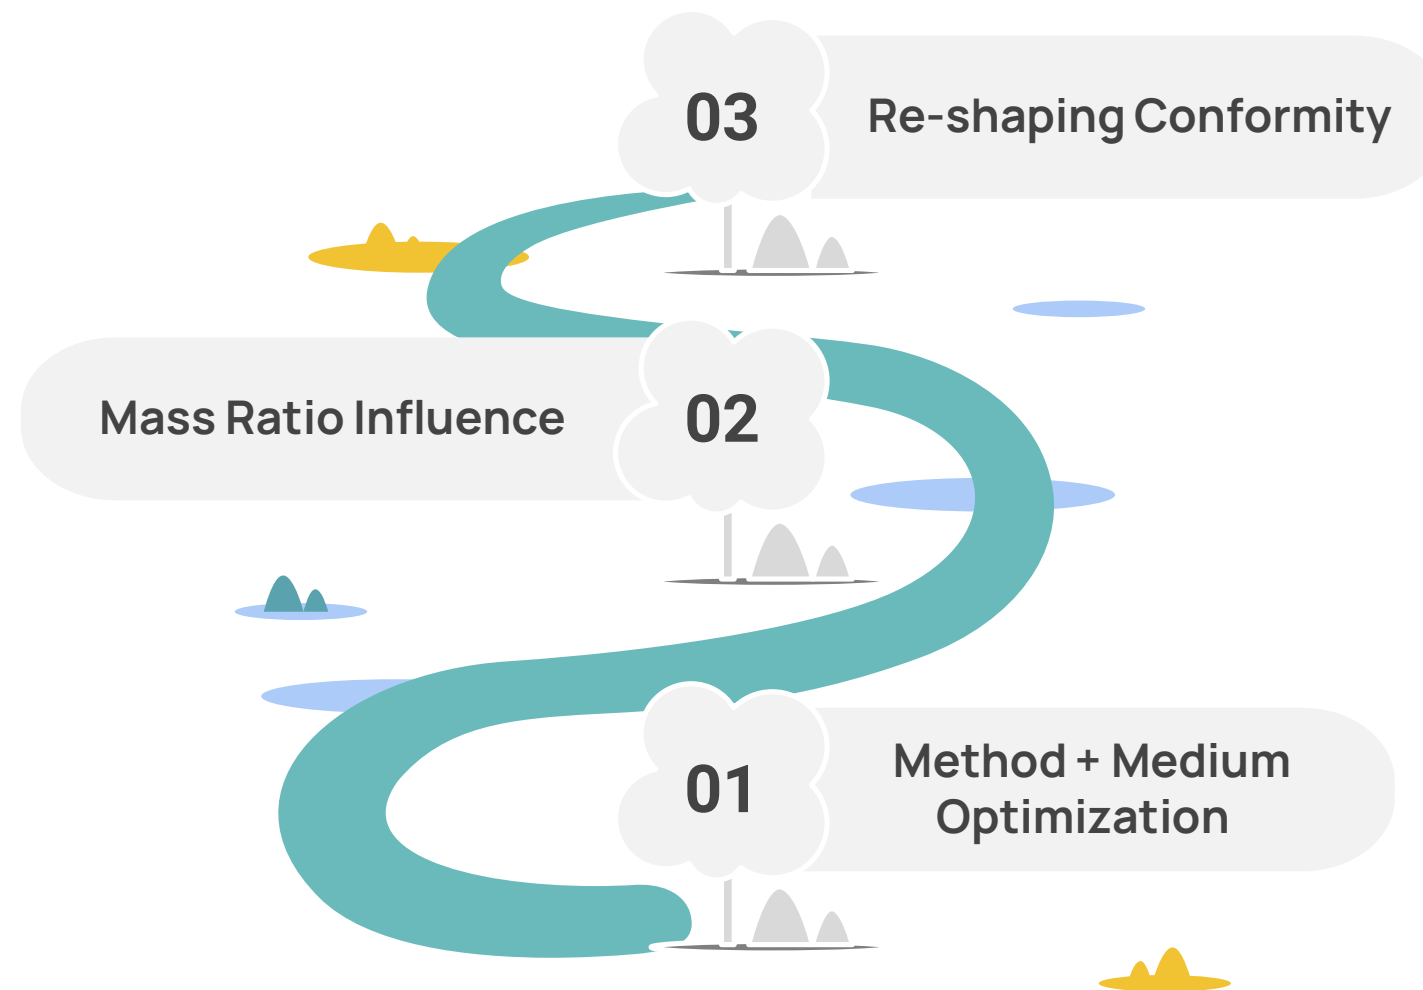 03
Re-shaping Conformity
Mass Ratio Influence
02
01
Method + Medium
Optimization